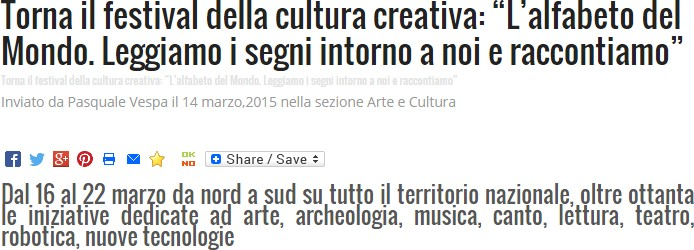 Torna il festival della cultura creativa: “L’alfabeto del
Mondo. Leggiamo i segni intorno a noi e raccontiamo”
Torna il festival della cultura creativa: “L’alfabeto del Mondo. Leggiamo i segni intorno a noi e raccontiamo”
Inviato da Pasquale Vespa il 14 marzo,2015 nella sezione Arte e Cultura
OK NO Share / Save
Dal 16 al 22 marzo da nord a sud su tutto il territorio nazionale, oltre ottanta
le iniziative dedicate ad arte, archeologia, musica, canto, lettura, teatro,
robotica, nuove tecnologie